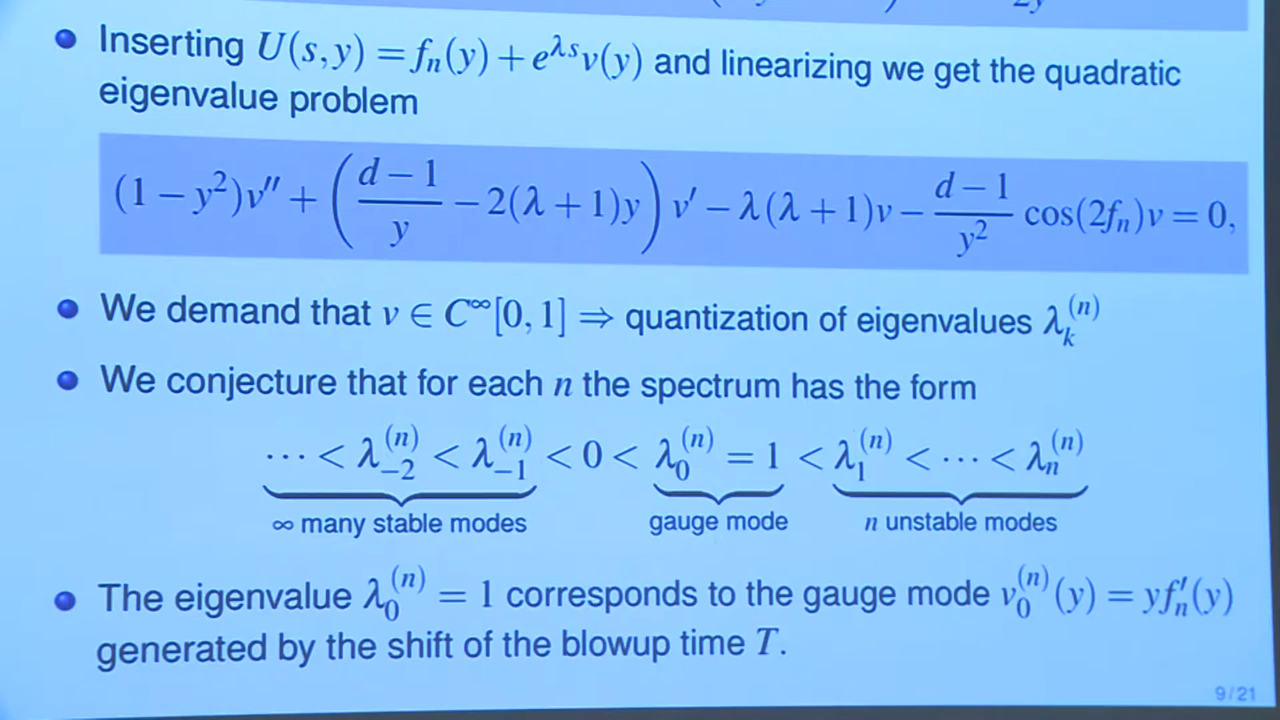 Inserting U(s,y) = fₙ(y) + e^{λs}v(y) and linearizing we get the quadratic
eigenvalue problem
(1 − y²)v″ + ( (d − 1)/y − 2(λ + 1)y ) v′ − λ(λ + 1)v − (d − 1)/y² cos(2fₙ)v = 0,
We demand that v ∈ C^∞[0, 1] ⇒ quantization of eigenvalues λ_k^{(n)}
We conjecture that for each n the spectrum has the form
⋯ < λ_{−2}^{(n)} < λ_{−1}^{(n)} < 0 < λ_0^{(n)} = 1 < λ_1^{(n)} < ⋯ < λ_n^{(n)}
∞ many stable modes gauge mode n unstable modes
The eigenvalue λ_0^{(n)} = 1 corresponds to the gauge mode v_0^{(n)}(y) = yf′ₙ(y)
generated by the shift of the blowup time T.
9/21